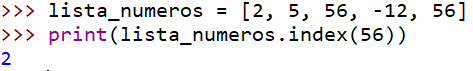 >>> lista_numeros = [2, 5, 56, -12, 56]
>>> print(lista_numeros.index(56))
2